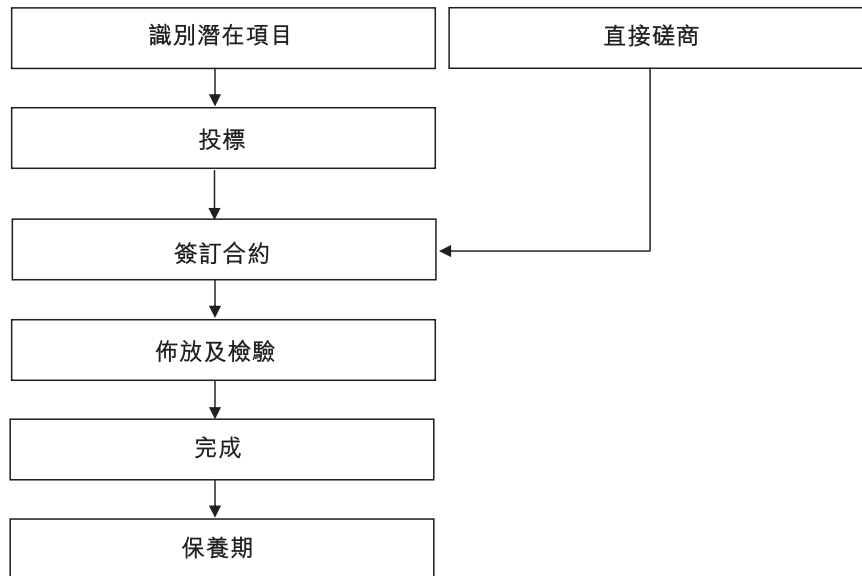 識別潛在項目
直接磋商
投標
簽訂合約
佈放及檢驗
完成
保養期